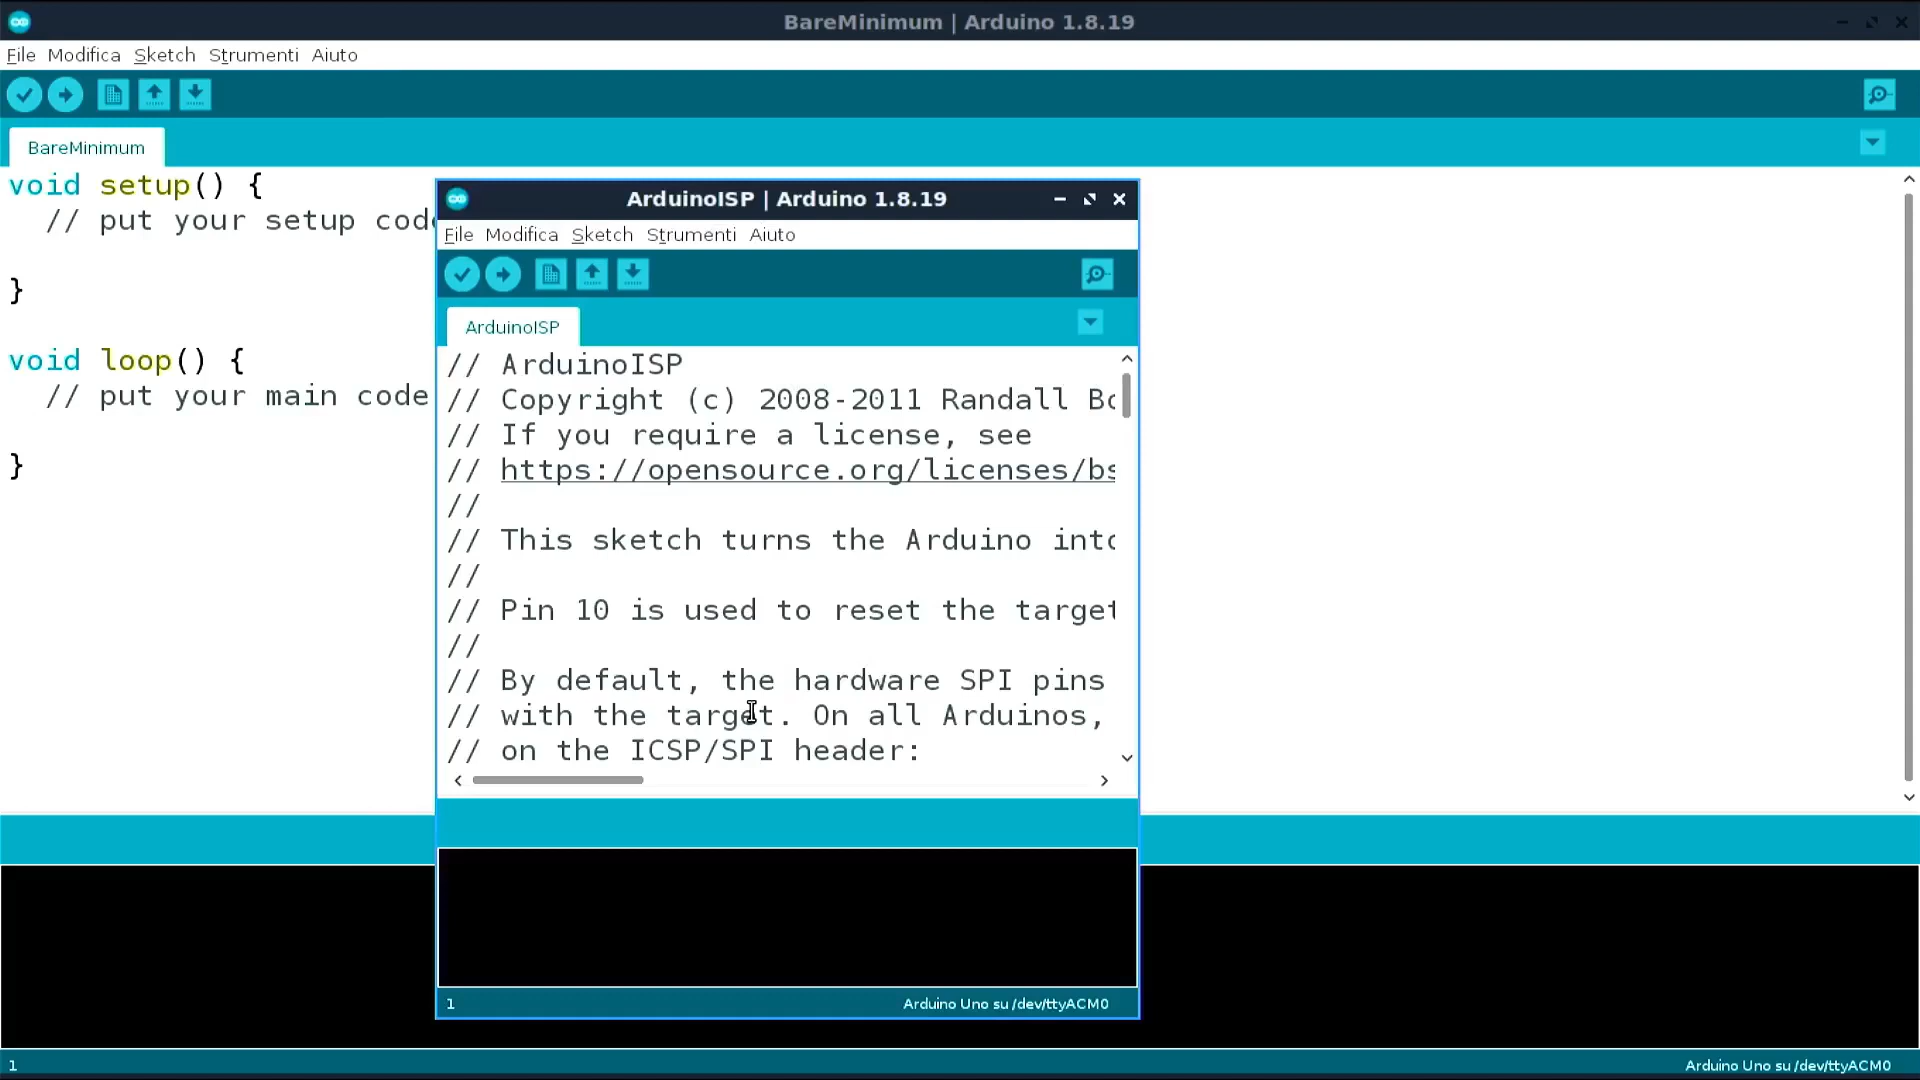 BareMinimum | Arduino 1.8.19
File Modifica Sketch Strumenti Aiuto
BareMinimum
void setup() {
// put your setup
}
void loop() {
// put your main code
}
1
Arduino Uno su /dev/ttyACM0
ArduinoISP | Arduino 1.8.19
File Modifica Sketch Strumenti Aiuto
ArduinoISP
// ArduinoISP
// Copyright (c) 2008-2011 Randall
// If you require a license, see
// https://opensource.org/licenses/bs
//
// This sketch turns the Arduino
//
// Pin 10 is used to reset the target
//
// By default, the hardware SPI pins
// with the target. On all Arduinos,
// on the ICSP/SPI header:
1
Arduino Uno su /dev/ttyACM0